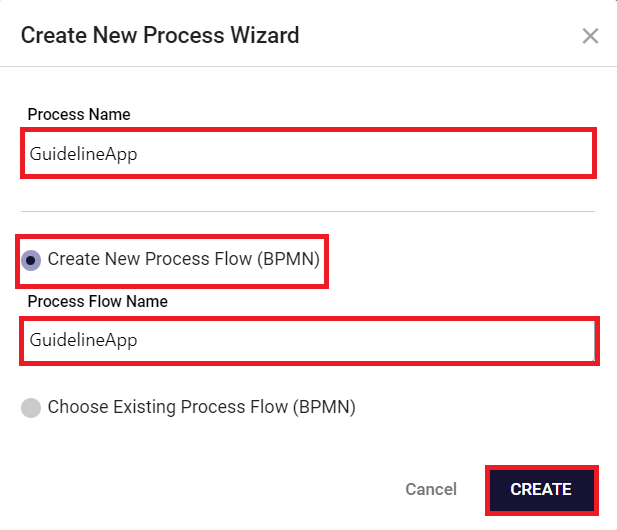 Create New Process Wizard
Process Name
GuidelineApp
Create New Process Flow (BPMN)
Process Flow Name
GuidelineApp
Choose Existing Process Flow (BPMN)
Cancel CREATE